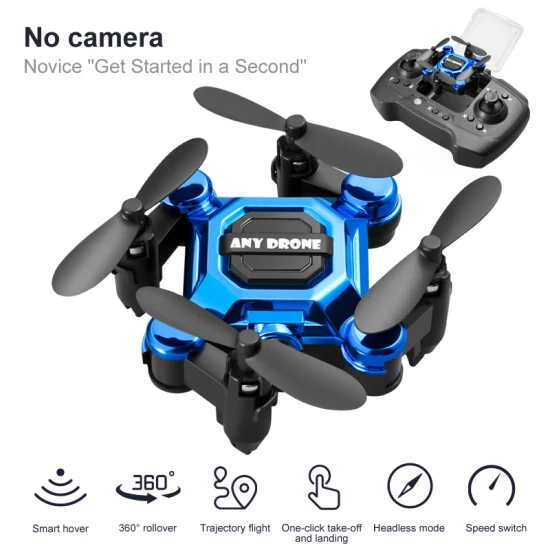 No camera
Novice "Get Started in a Second"
ANY DRONE
360°
Smart hover
360° rollover
Trajectory flight
One-click take-off
and landing
Headless mode
Speed switch